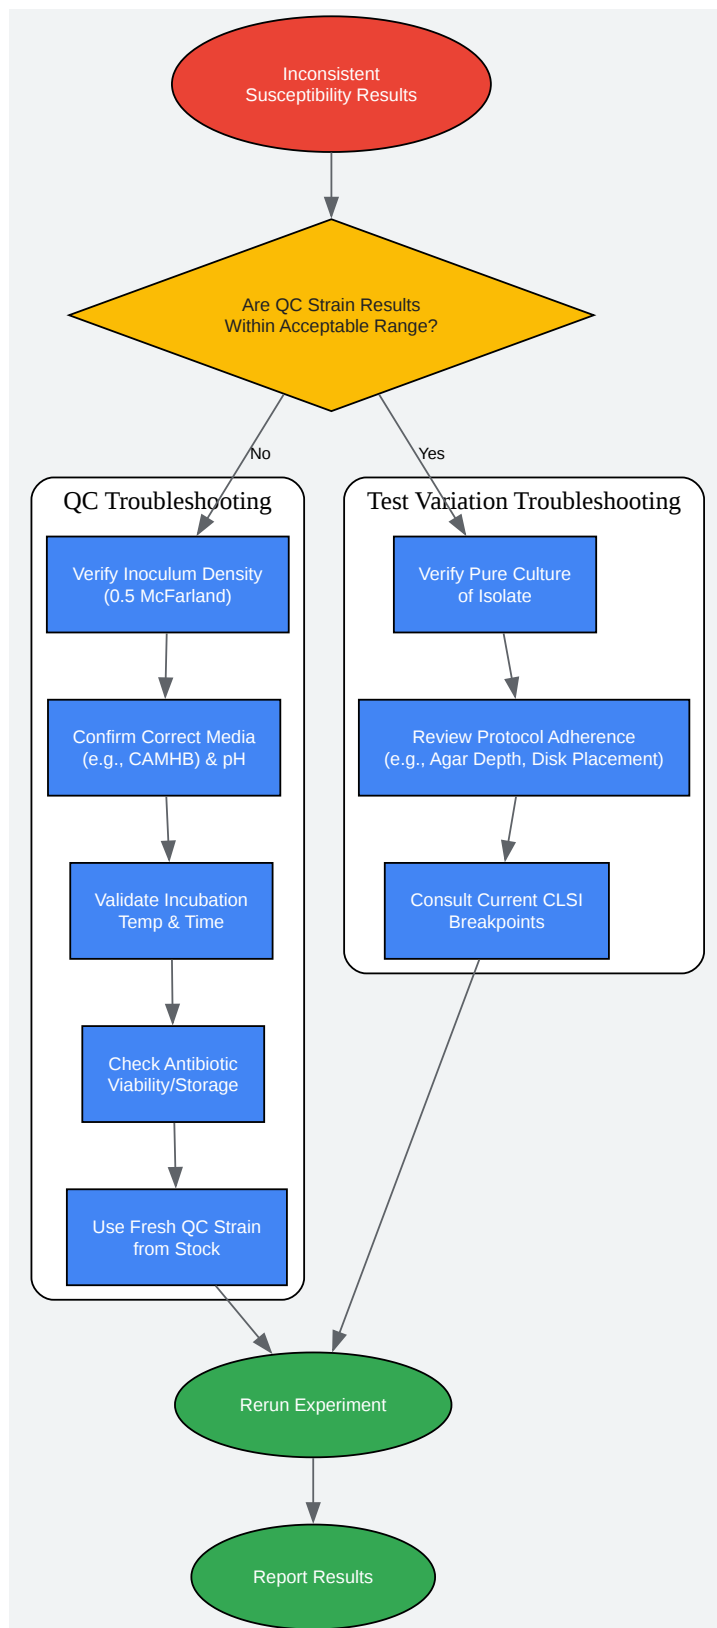 Inconsistent
Susceptibility Results
Are QC Strain Results
Within Acceptable Range?
No
Yes
QC Troubleshooting
Verify Inoculum Density
(0.5 McFarland)
Confirm Correct Media
(e.g., CAMHB) & pH
Validate Incubation
Temp & Time
Check Antibiotic
Viability/Storage
Use Fresh QC Strain
from Stock
Test Variation Troubleshooting
Verify Pure Culture
of Isolate
Review Protocol Adherence
(e.g., Agar Depth, Disk Placement)
Consult Current CLSI
Breakpoints
Rerun Experiment
Report Results